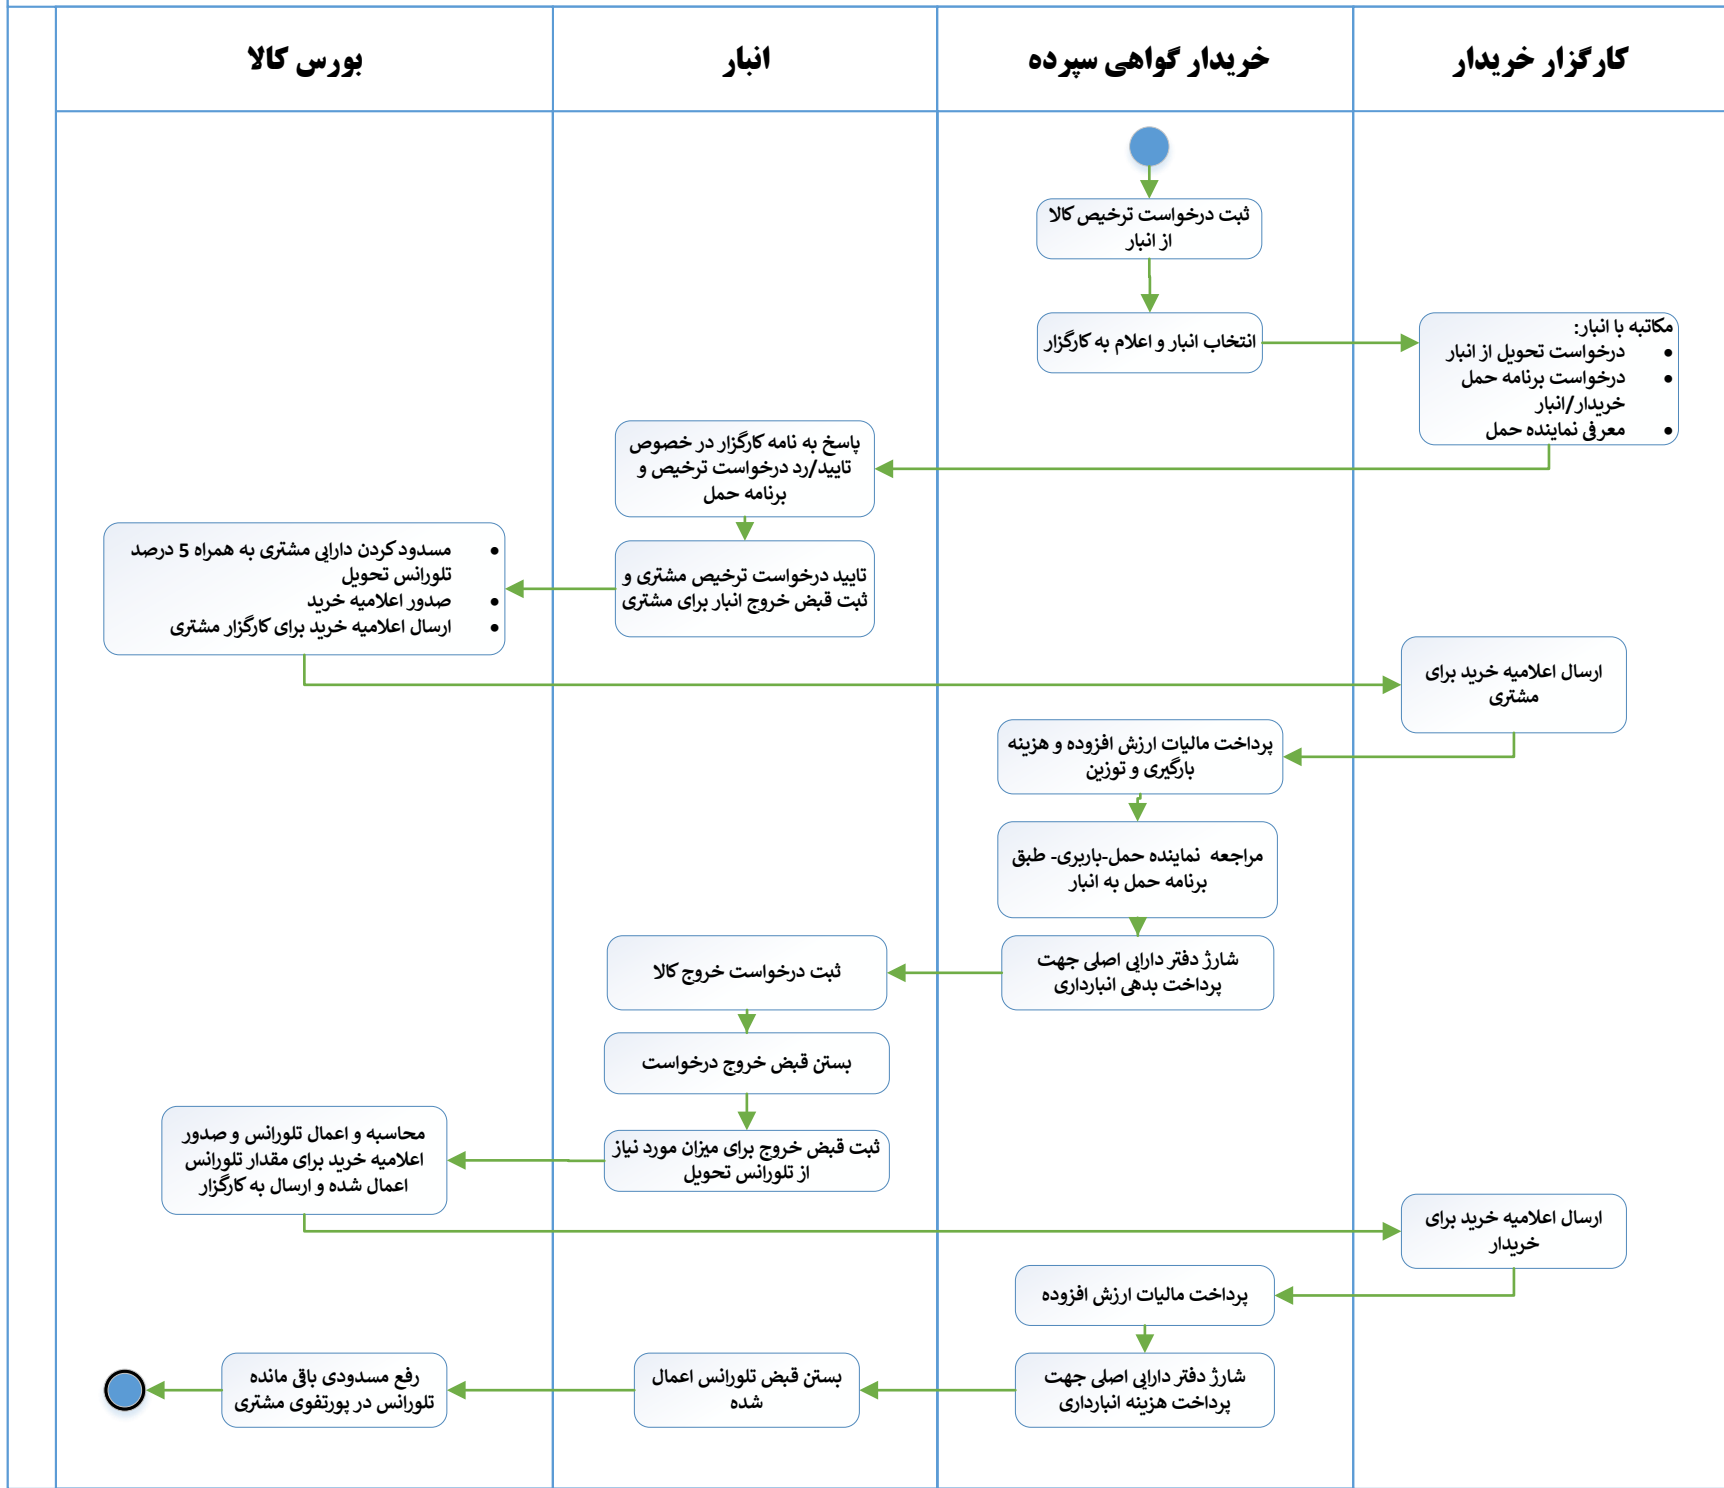 کارگزار خریدار
خریدار گواهی سپرده
انبار
بورس کالا
ثبت درخواست ترخیص کالا
از انبار
انتخاب انبار و اعلام به کارگزار
مکاتبه با انبار:
• درخواست تحویل از انبار
• درخواست برنامه حمل
خریدار/انبار
• معرفی نماینده حمل
پاسخ به نامه کارگزار در خصوص
تایید/رد درخواست ترخیص و
برنامه حمل
تایید درخواست ترخیص مشتری و
ثبت قبض خروج انبار برای مشتری
• مسدود کردن دارایی مشتری به همراه 5 درصد
تلورانس تحویل
• صدور اعلامیه خرید
• ارسال اعلامیه خرید برای کارگزار مشتری
ارسال اعلامیه خرید برای
مشتری
پرداخت مالیات ارزش افزوده و هزینه
بارگیری و توزین
مراجعه نماینده حمل-باربری- طبق
برنامه حمل به انبار
شارژ دفتر دارایی اصلی جهت
پرداخت بدهی انبارداری
ثبت درخواست خروج کالا
بستن قبض خروج درخواست
ثبت قبض خروج برای میزان مورد نیاز
از تلورانس تحویل
محاسبه و اعمال تلورانس و صدور
اعلامیه خرید برای مقدار تلورانس
اعمال شده و ارسال به کارگزار
ارسال اعلامیه خرید برای
خریدار
پرداخت مالیات ارزش افزوده
شارژ دفتر دارایی اصلی جهت
پرداخت هزینه انبارداری
بستن قبض تلورانس اعمال
شده
رفع مسدودی باقی مانده
تلورانس در پورتفوی مشتری